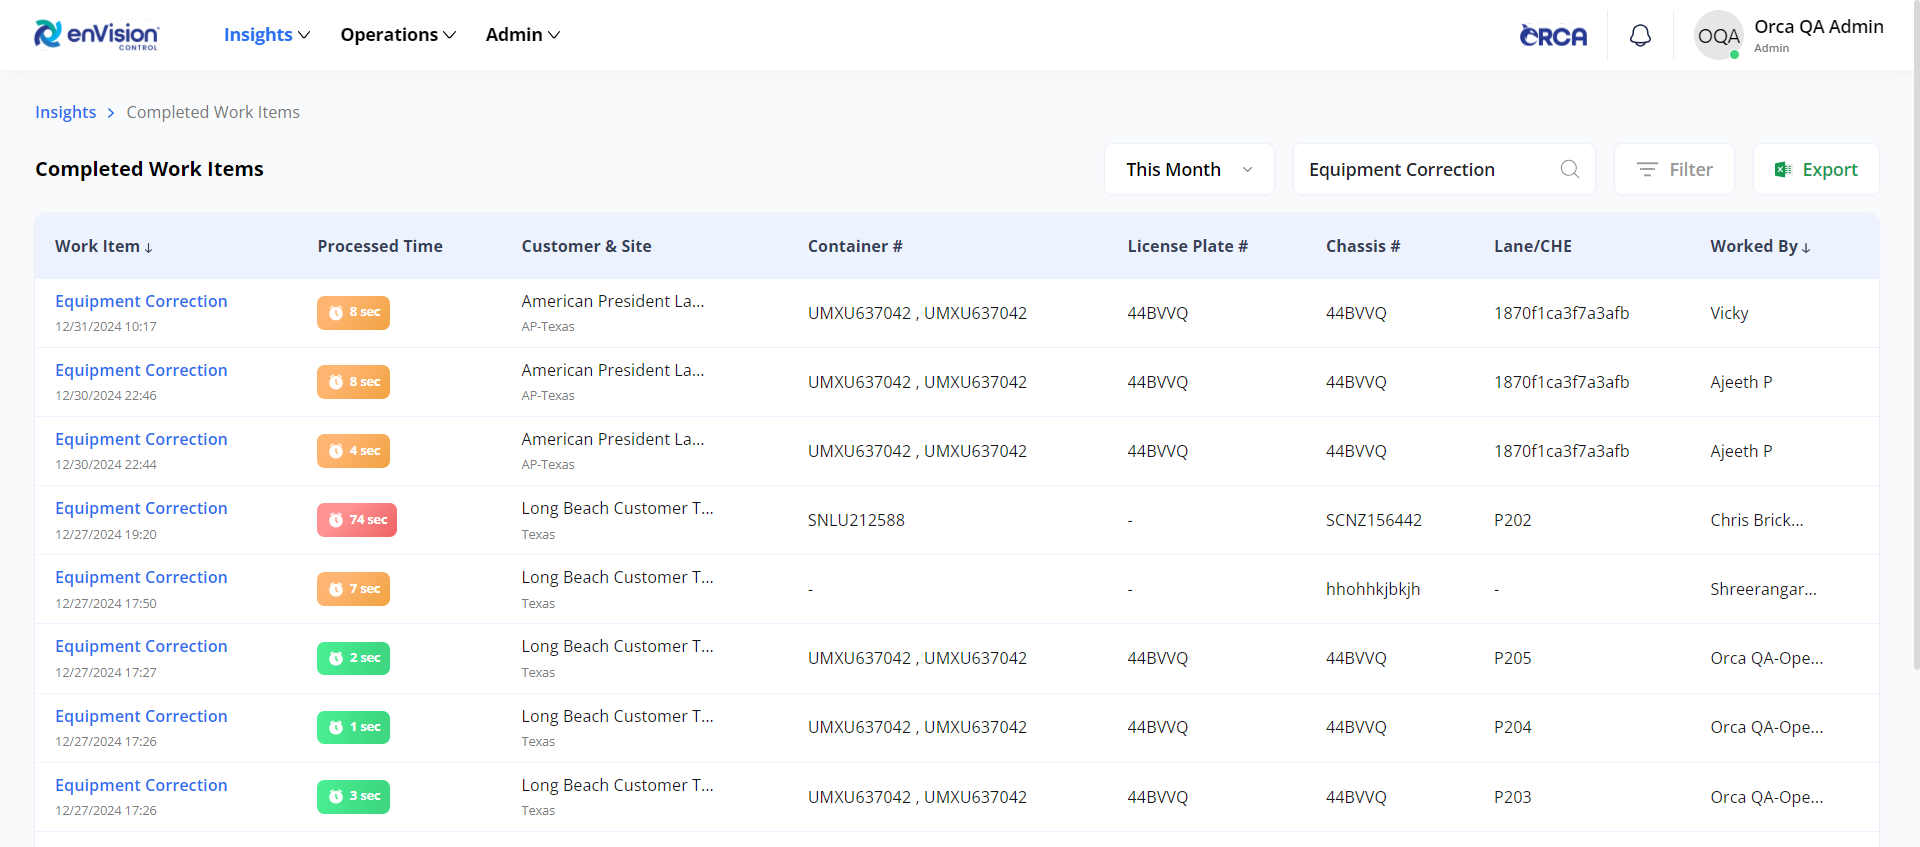 enVision CONTROL Insights Operations Admin ORCA OQA Orca QA Admin
Admin
Insights > Completed Work Items
Completed Work Items This Month Equipment Correction Filter Export
Work Item ↓ Processed Time Customer & Site Container # License Plate # Chassis # Lane/CHE Worked By ↓
Equipment Correction 8 sec American President La... UMXU637042 , UMXU637042 44BVVQ 44BVVQ 1870f1ca3f7a3afb Vicky
12/31/2024 10:17 AP-Texas
Equipment Correction 8 sec American President La... UMXU637042 , UMXU637042 44BVVQ 44BVVQ 1870f1ca3f7a3afb Ajeeth P
12/30/2024 22:46 AP-Texas
Equipment Correction 4 sec American President La... UMXU637042 , UMXU637042 44BVVQ 44BVVQ 1870f1ca3f7a3afb Ajeeth P
12/30/2024 22:44 AP-Texas
Equipment Correction 74 sec Long Beach Customer T... SNLU212588 - SCNZ156442 P202 Chris Brick...
12/27/2024 19:20 Texas
Equipment Correction 7 sec Long Beach Customer T... - - hhohhkjbkjh - Shreerangar...
12/27/2024 17:50 Texas
Equipment Correction 2 sec Long Beach Customer T... UMXU637042 , UMXU637042 44BVVQ 44BVVQ P205 Orca QA-Ope...
12/27/2024 17:27 Texas
Equipment Correction 1 sec Long Beach Customer T... UMXU637042 , UMXU637042 44BVVQ 44BVVQ P204 Orca QA-Ope...
12/27/2024 17:26 Texas
Equipment Correction 3 sec Long Beach Customer T... UMXU637042 , UMXU637042 44BVVQ 44BVVQ P203 Orca QA-Ope...
12/27/2024 17:26 Texas